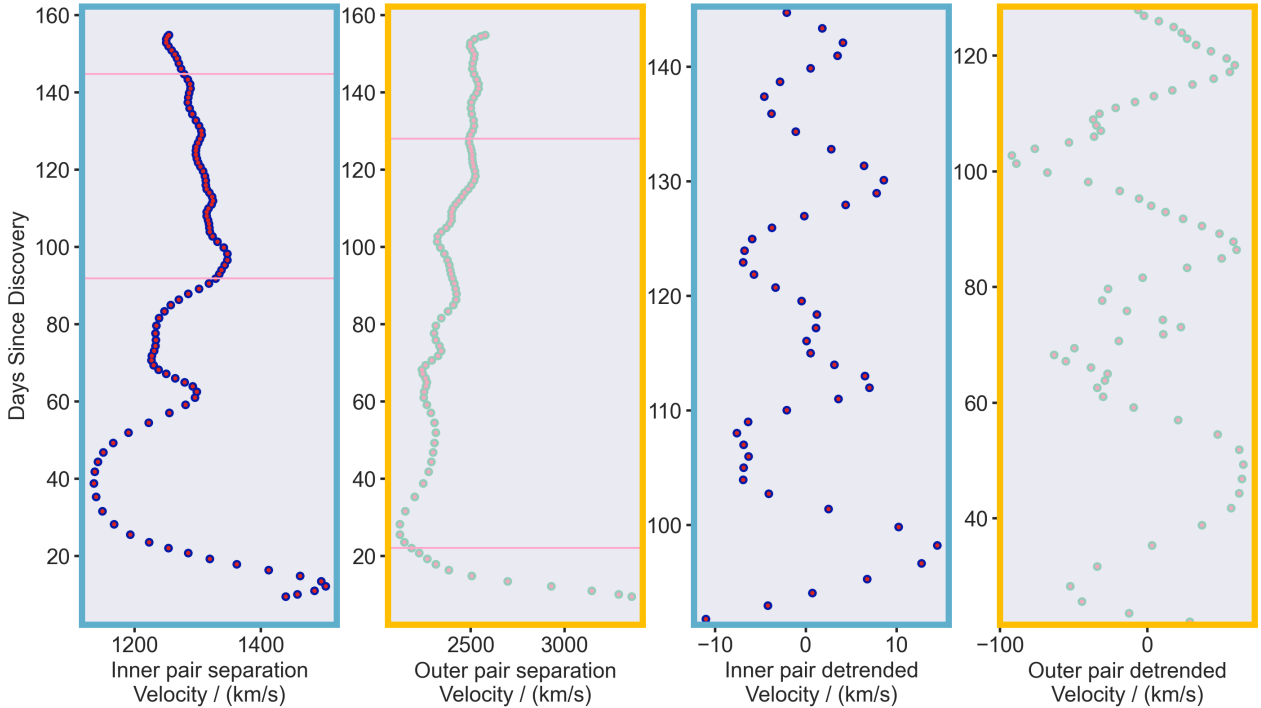 Days Since Discovery
160
140
120
100
80
60
40
20
1200 1400
Inner pair separation
Velocity / (km/s)
160
140
120
100
80
60
40
20
2500 3000
Outer pair separation
Velocity / (km/s)
140
130
120
110
100
−10 0 10
Inner pair detrended
Velocity / (km/s)
120
100
80
60
40
−100 0
Outer pair detrended
Velocity / (km/s)